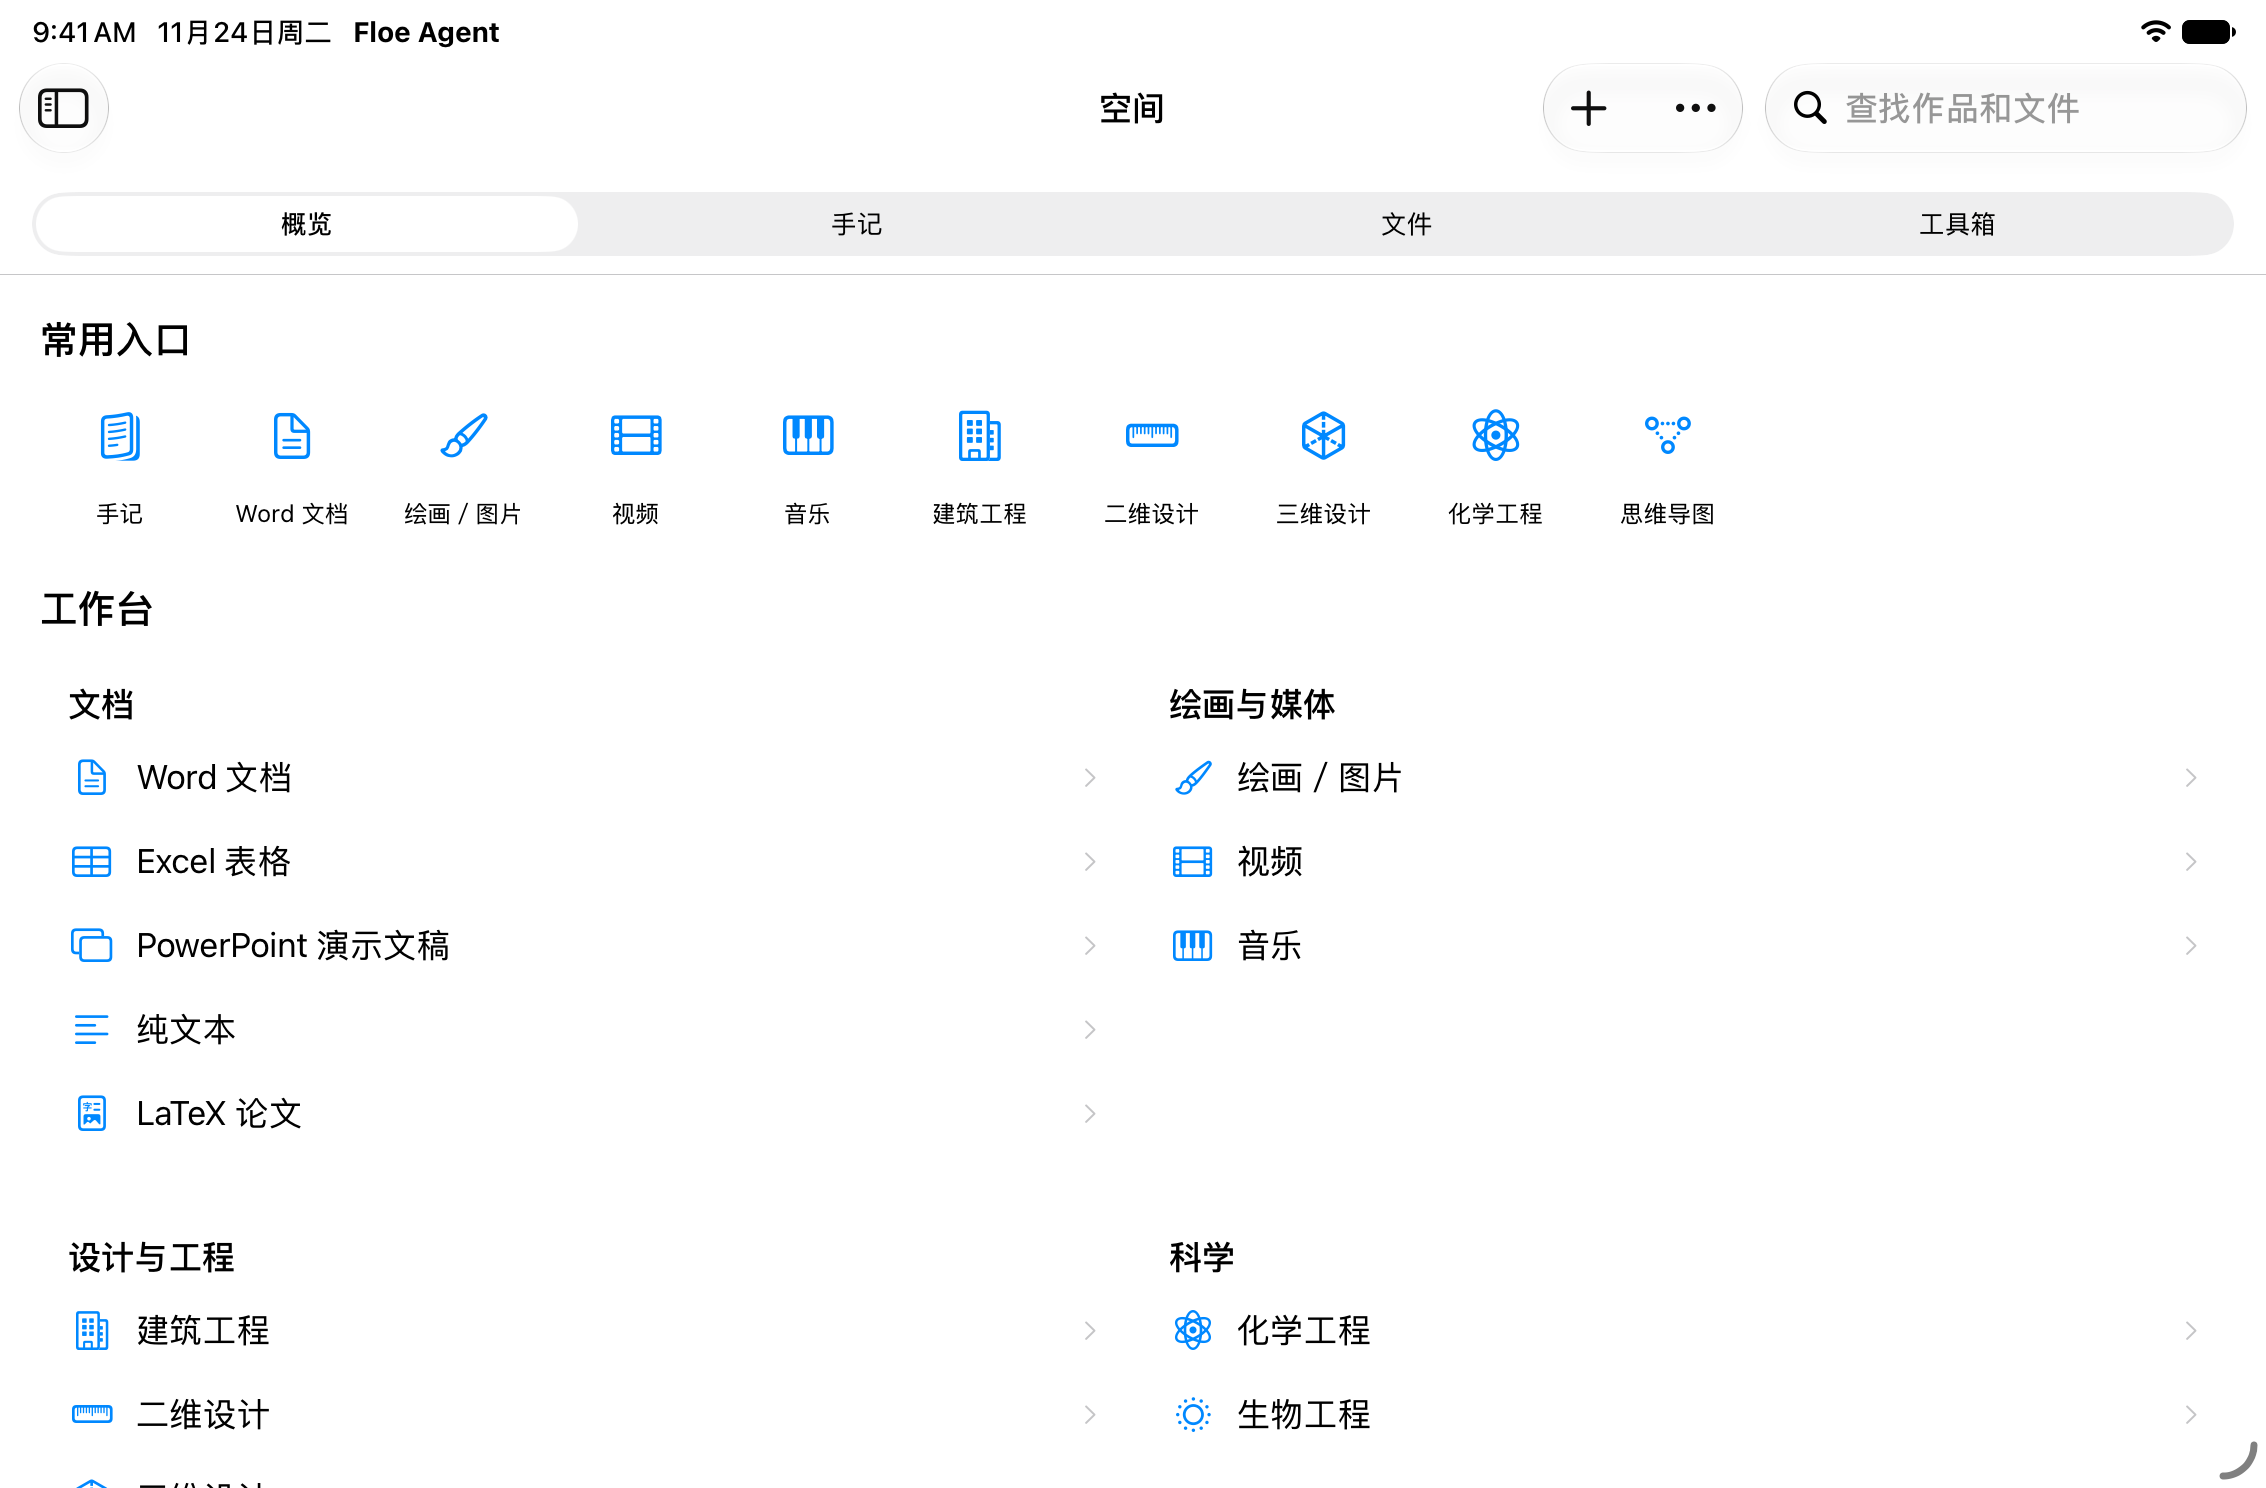 9:41 AM 11月24日周二 Floe Agent
空间
查找作品和文件
概览 手记 文件 工具箱
常用入口
手记 Word 文档 绘画 / 图片 视频 音乐 建筑工程 二维设计 三维设计 化学工程 思维导图
工作台
文档
Word 文档
Excel 表格
PowerPoint 演示文稿
纯文本
LaTeX 论文
绘画与媒体
绘画 / 图片
视频
音乐
设计与工程
建筑工程
二维设计
三维设计
科学
化学工程
生物工程